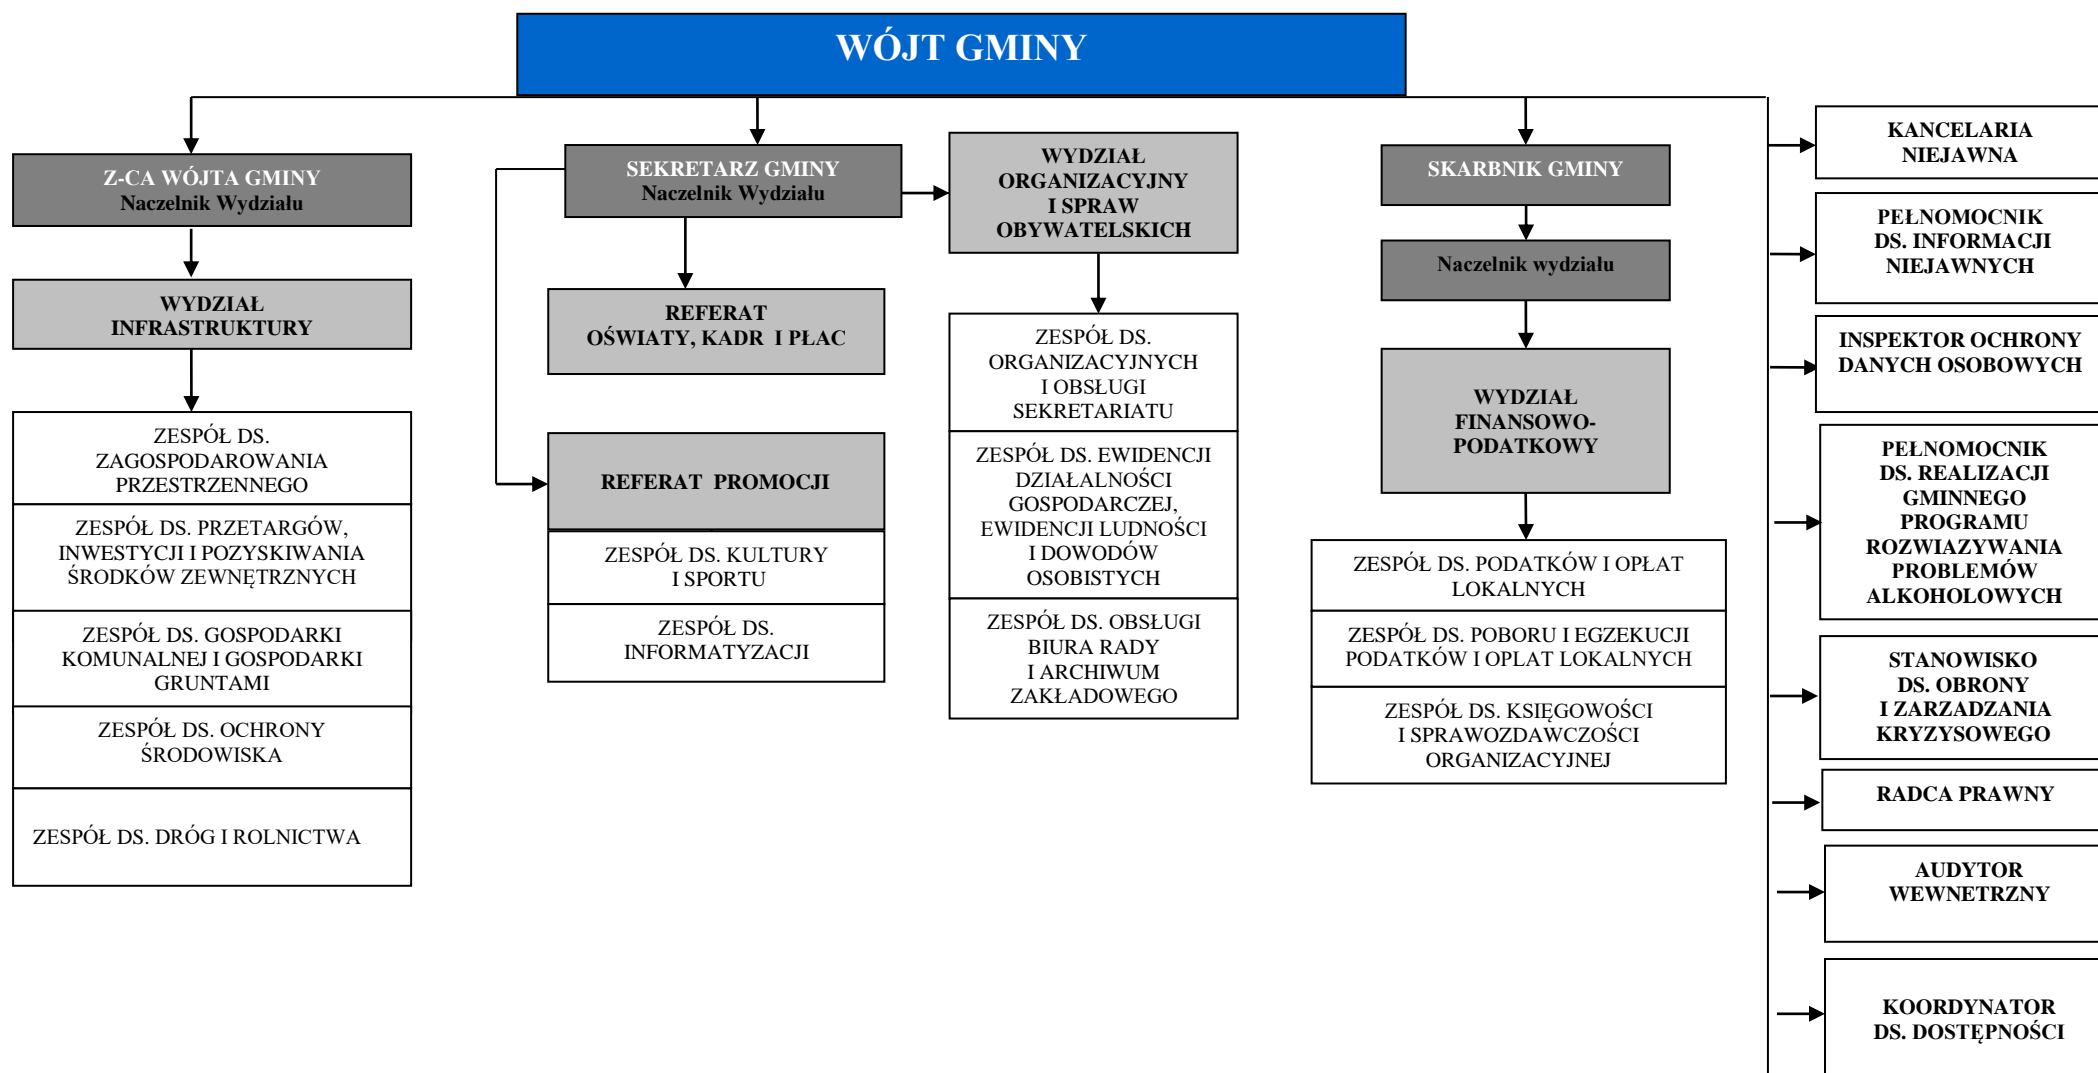 WÓJT GMINY
Z-CA WÓJTA GMINY
Naczelnik Wydziału
WYDZIAŁ
INFRASTRUKTURY
ZESPÓŁ DS.
ZAGOSPODAROWANIA
PRZESTRZENNEGO
ZESPÓŁ DS. PRZETARGÓW,
INWESTYCJI I POZYSKIWANIA
ŚRODKÓW ZEWNĘTRZNYCH
ZESPÓŁ DS. GOSPODARKI
KOMUNALNEJ I GOSPODARKI
GRUNTAMI
ZESPÓŁ DS. OCHRONY
ŚRODOWISKA
ZESPÓŁ DS. DRÓG I ROLNICTWA
SEKRETARZ GMINY
Naczelnik Wydziału
REFERAT
OŚWIATY, KADR I PŁAC
REFERAT PROMOCJI
ZESPÓŁ DS. KULTURY
I SPORTU
ZESPÓŁ DS.
INFORMATYZACJI
WYDZIAŁ
ORGANIZACYJNY
I SPRAW
OBYWATELSKICH
ZESPÓŁ DS.
ORGANIZACYJNYCH
I OBSŁUGI
SEKRETARIATU
ZESPÓŁ DS. EWIDENCJI
DZIAŁALNOŚCI
GOSPODARCZEJ,
EWIDENCJI LUDNOŚCI
I DOWODÓW
OSOBISTYCH
ZESPÓŁ DS. OBSŁUGI
BIURA RADY
I ARCHIWUM
ZAKŁADOWEGO
SKARBNIK GMINY
Naczelnik wydziału
WYDZIAŁ
FINANSOWO-
PODATKOWY
ZESPÓŁ DS. PODATKÓW I OPŁAT
LOKALNYCH
ZESPÓŁ DS. POBORU I EGZEKUCJI
PODATKÓW I OPLAT LOKALNYCH
ZESPÓŁ DS. KSIĘGOWOŚCI
I SPRAWOZDAWCZOŚCI
ORGANIZACYJNEJ
KANCELARIA
NIEJAWNA
PEŁNOMOCNIK
DS. INFORMACJI
NIEJAWNYCH
INSPEKTOR OCHRONY
DANYCH OSOBOWYCH
PEŁNOMOCNIK
DS. REALIZACJI
GMINNEGO
PROGRAMU
ROZWIAZYWANIA
PROBLEMÓW
ALKOHOLOWYCH
STANOWISKO
DS. OBRONY
I ZARZADZANIA
KRYZYSOWEGO
RADCA PRAWNY
AUDYTOR
WEWNETRZNY
KOORDYNATOR
DS. DOSTĘPNOŚCI